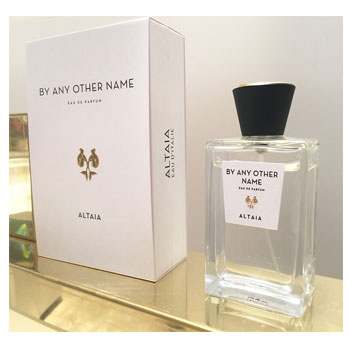 BY ANY OTHER NAME
EAU DE PARFUM
ALTAIA
ALTAIA
EAU D'ITALIE
BY ANY OTHER
NAME
EAU DE PARFUM
ALTAIA